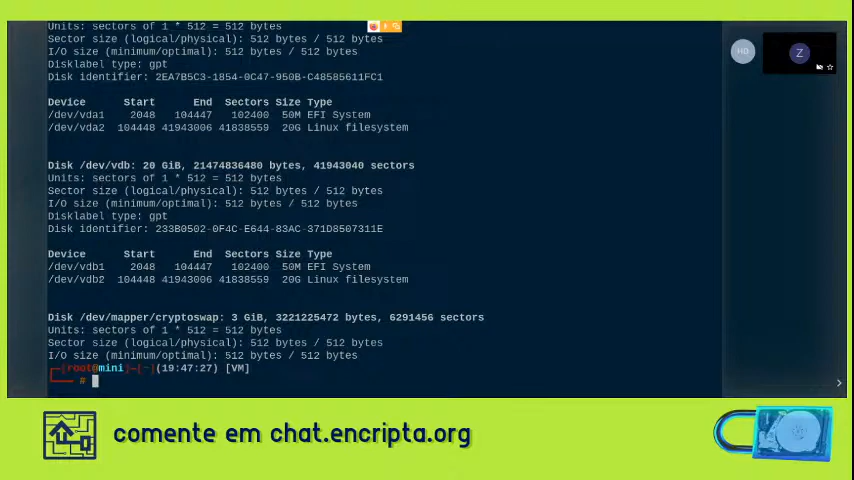 Units: sectors of 1 * 512 = 512 bytes
Sector size (logical/physical): 512 bytes / 512 bytes
I/O size (minimum/optimal): 512 bytes / 512 bytes
Disklabel type: gpt
Disk identifier: 2EA7B5C3-1854-0C47-950B-C48585611FC1
Device Start End Sectors Size Type
/dev/vda1 2048 104447 102400 50M EFI System
/dev/vda2 104448 41943006 41838559 20G Linux filesystem
Disk /dev/vdb: 20 GiB, 21474836480 bytes, 41943040 sectors
Units: sectors of 1 * 512 = 512 bytes
Sector size (logical/physical): 512 bytes / 512 bytes
I/O size (minimum/optimal): 512 bytes / 512 bytes
Disklabel type: gpt
Disk identifier: 233B0502-0F4C-E644-83AC-371D8507311E
Device Start End Sectors Size Type
/dev/vdb1 2048 104447 102400 50M EFI System
/dev/vdb2 104448 41943006 41838559 20G Linux filesystem
Disk /dev/mapper/cryptoswap: 3 GiB, 3221225472 bytes, 6291456 sectors
Units: sectors of 1 * 512 = 512 bytes
Sector size (logical/physical): 512 bytes / 512 bytes
I/O size (minimum/optimal): 512 bytes / 512 bytes
[root@mini]-[~](19:47:27) [VM]
#
HD
Z
comente em chat.encripta.org